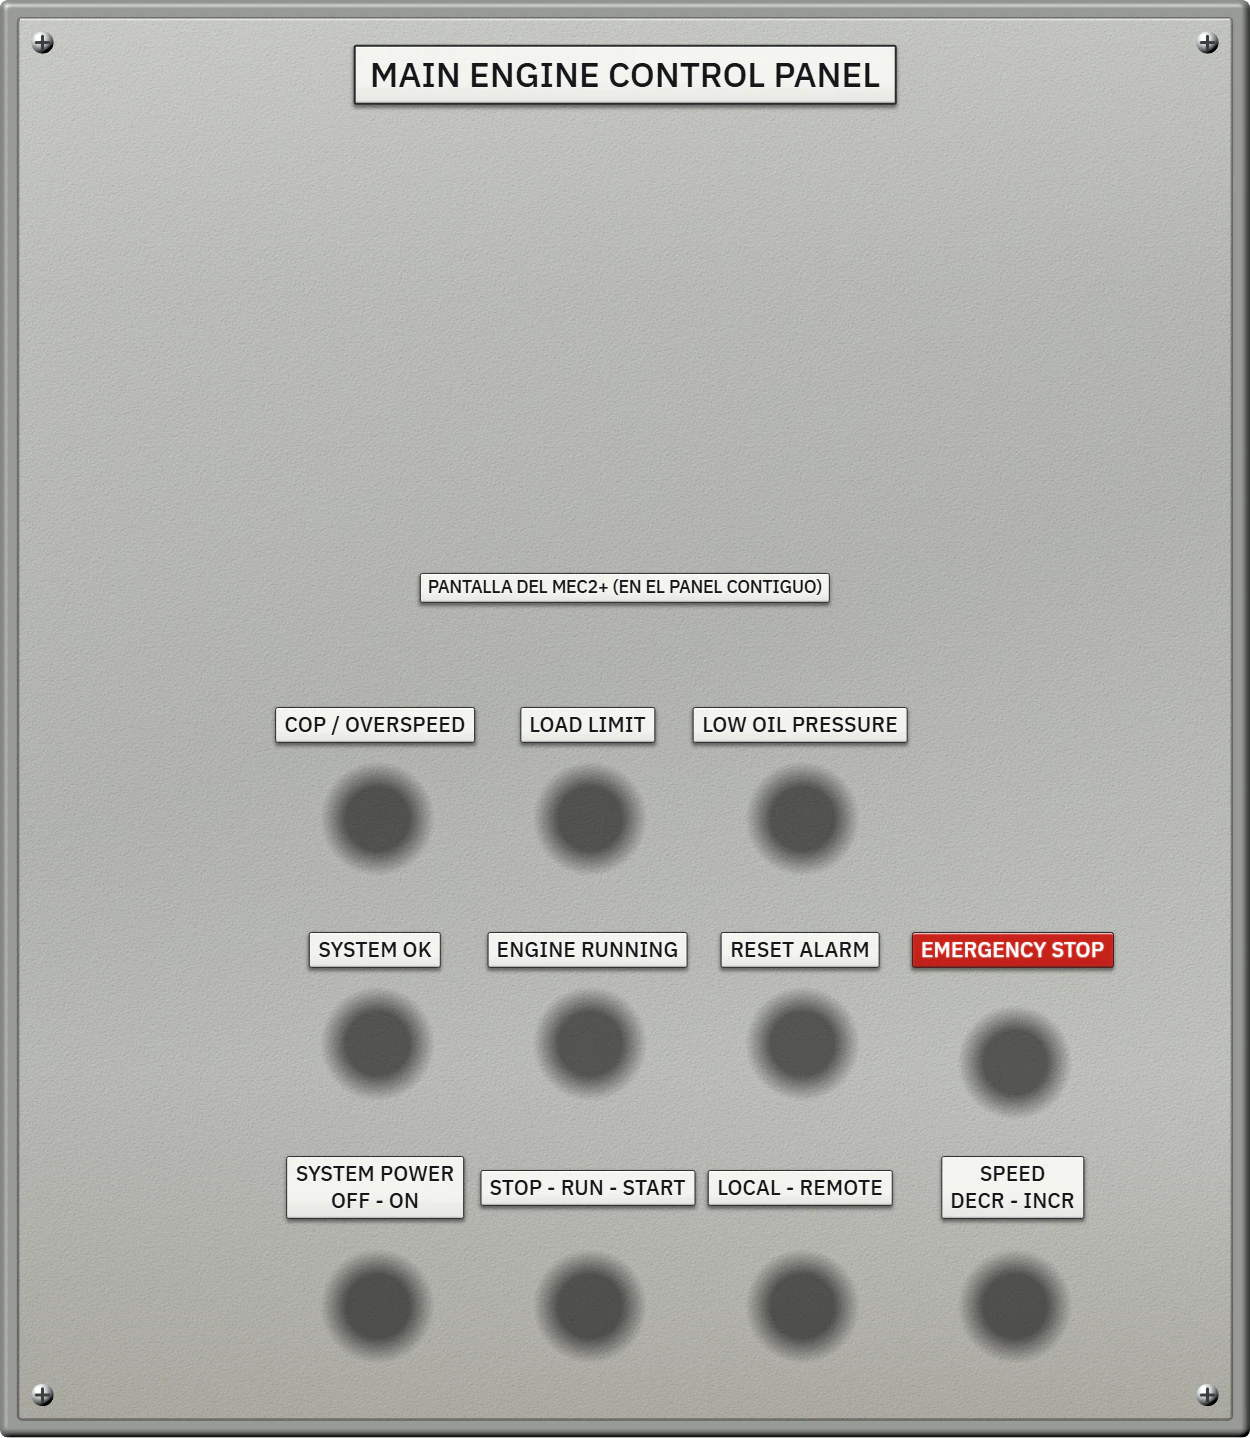 MAIN ENGINE CONTROL PANEL
PANTALLA DEL MEC2+ (EN EL PANEL CONTIGUO)
COP / OVERSPEED
LOAD LIMIT
LOW OIL PRESSURE
SYSTEM OK
ENGINE RUNNING
RESET ALARM
EMERGENCY STOP
SYSTEM POWER
OFF - ON
STOP - RUN - START
LOCAL - REMOTE
SPEED
DECR - INCR